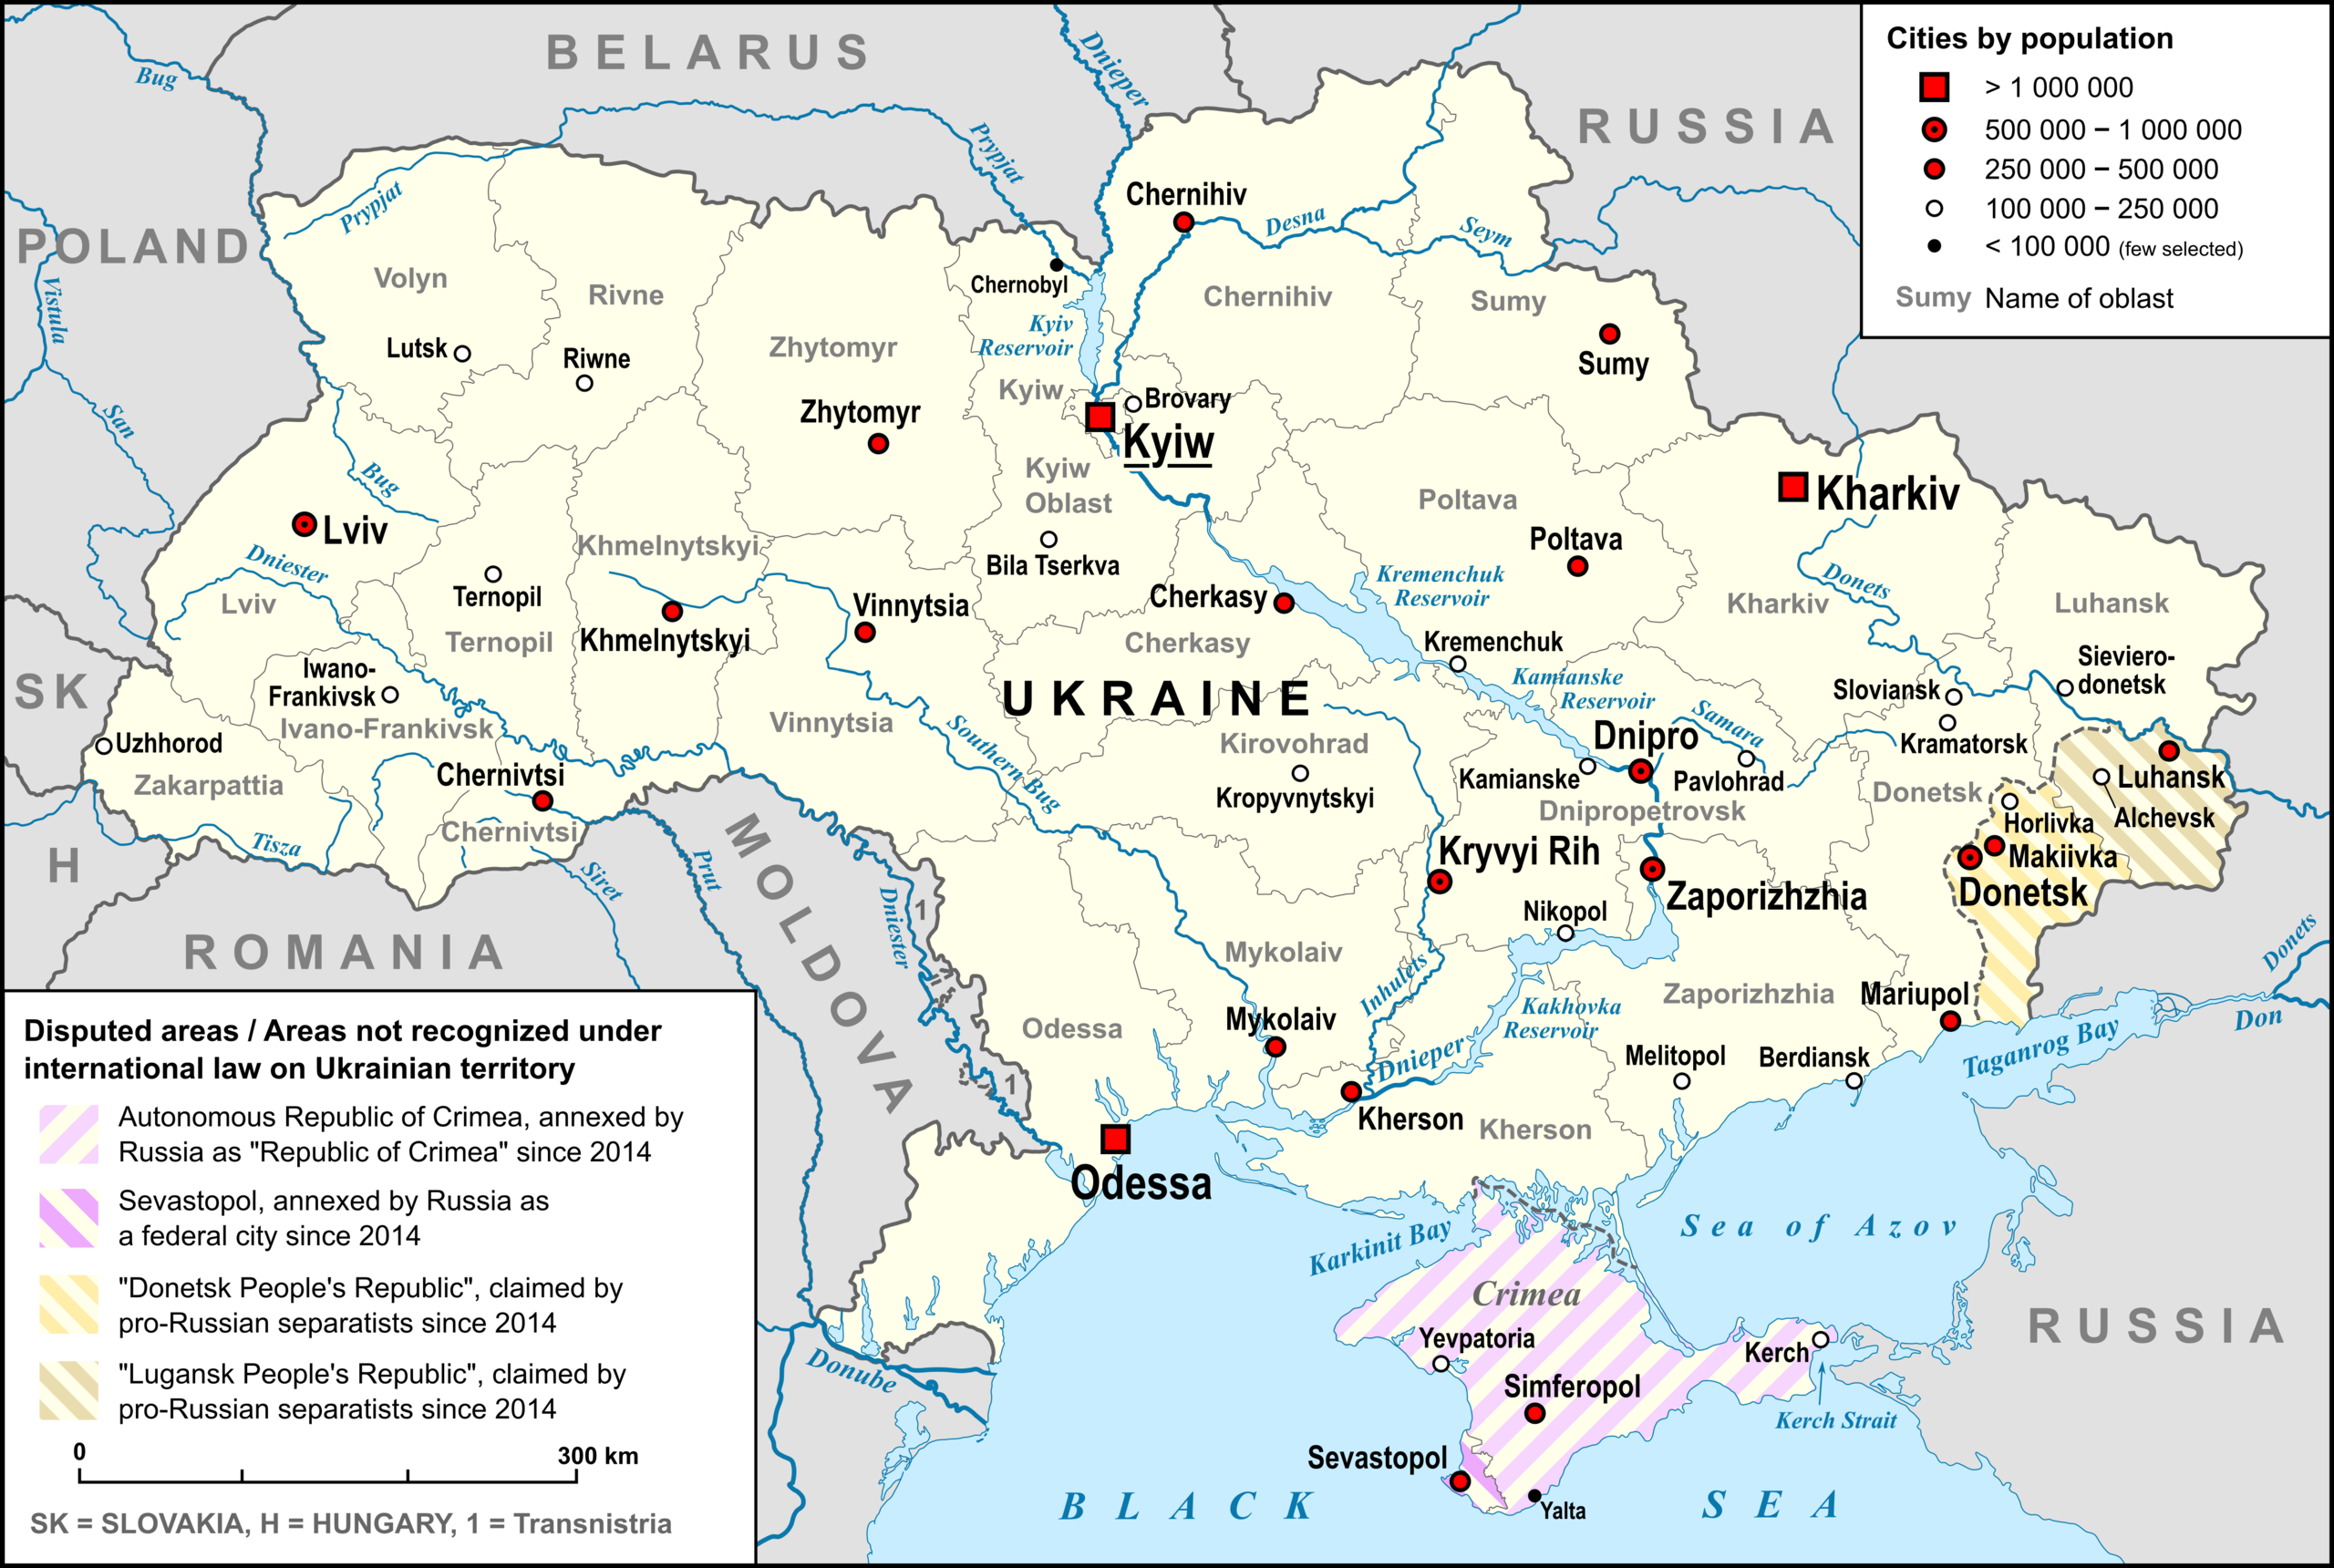 BELARUS
Bug
Dnieper
Prypjat
RUSSIA
Cities by population
> 1 000 000
500 000 – 1 000 000
250 000 – 500 000
100 000 – 250 000
< 100 000 (few selected)
Sumy Name of oblast
POLAND
Vistula
San
Prypjat
Volyn
Rivne
Lutsk
Riwne
Zhytomyr
Zhytomyr
Chernobyl
Kyiv
Reservoir
Kyiw
Chernihiv
Desna
Seym
Chernihiv
Sumy
Sumy
Brovary
Kyiw
Kyiw
Oblast
Bila Tserkva
Bug
Lviv
Dniester
Lviv
Ternopil
Ternopil
Khmelnytskyi
Khmelnytskyi
Vinnytsia
Vinnytsia
Cherkasy
Cherkasy
Poltava
Poltava
Kremenchuk
Reservoir
Kremenchuk
Kharkiv
Kharkiv
Donets
Luhansk
Sieviero-
donetsk
Sloviansk
Kramatorsk
SK
Iwano-
Frankivsk
Ivano-Frankivsk
Uzhhorod
Zakarpattia
Chernivtsi
Chernivtsi
Tisza
H
Siret
Prut
ROMANIA
MOLDOVA
Dniester
1
1
UKRAINE
Southern Bug
Kirovohrad
Kropyvnytskyi
Kamianske
Reservoir
Dnipro
Samara
Kamianske
Pavlohrad
Dnipropetrovsk
Donetsk
Luhansk
Alchevsk
Horlivka
Makiivka
Donetsk
Kryvyi Rih
Zaporizhzhia
Nikopol
Mykolaiv
Inhulets
Kakhovka
Reservoir
Zaporizhzhia
Mariupol
Donets
Don
Taganrog Bay
Odessa
Mykolaiv
Dnieper
Melitopol
Berdiansk
Kherson
Kherson
Odessa
Karkinit Bay
Sea of Azov
Crimea
Yevpatoria
Kerch
Simferopol
Kerch Strait
RUSSIA
Sevastopol
Yalta
Donube
BLACK SEA
Disputed areas / Areas not recognized under
international law on Ukrainian territory
Autonomous Republic of Crimea, annexed by
Russia as "Republic of Crimea" since 2014
Sevastopol, annexed by Russia as
a federal city since 2014
"Donetsk People's Republic", claimed by
pro-Russian separatists since 2014
"Lugansk People's Republic", claimed by
pro-Russian separatists since 2014
0 300 km
SK = SLOVAKIA, H = HUNGARY, 1 = Transnistria